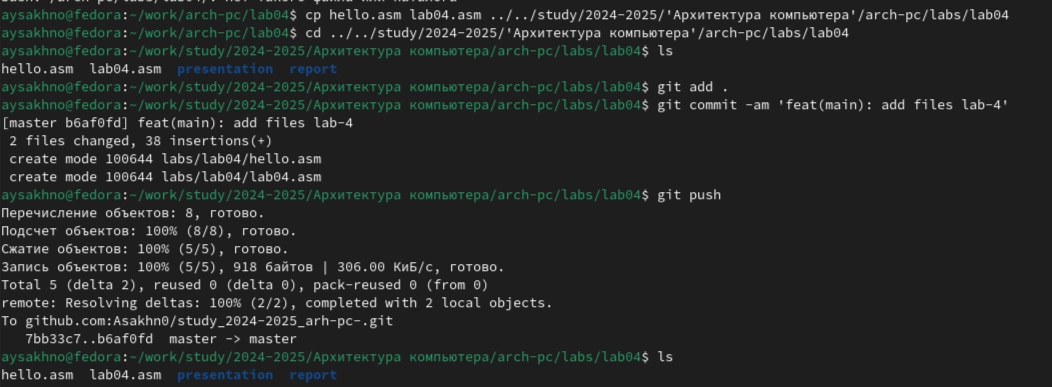 aysakhno@fedora:~/work/arch-pc/lab04$ cp hello.asm lab04.asm ../../study/2024-2025/'Архитектура компьютера'/arch-pc/labs/lab04
aysakhno@fedora:~/work/arch-pc/lab04$ cd ../../study/2024-2025/'Архитектура компьютера'/arch-pc/labs/lab04
aysakhno@fedora:~/work/study/2024-2025/Архитектура компьютера/arch-pc/labs/lab04$ ls
hello.asm  lab04.asm  presentation  report
aysakhno@fedora:~/work/study/2024-2025/Архитектура компьютера/arch-pc/labs/lab04$ git add .
aysakhno@fedora:~/work/study/2024-2025/Архитектура компьютера/arch-pc/labs/lab04$ git commit -am 'feat(main): add files lab-4'
[master b6af0fd] feat(main): add files lab-4
 2 files changed, 38 insertions(+)
 create mode 100644 labs/lab04/hello.asm
 create mode 100644 labs/lab04/lab04.asm
aysakhno@fedora:~/work/study/2024-2025/Архитектура компьютера/arch-pc/labs/lab04$ git push
Перечисление объектов: 8, готово.
Подсчет объектов: 100% (8/8), готово.
Сжатие объектов: 100% (5/5), готово.
Запись объектов: 100% (5/5), 918 байтов | 306.00 КиБ/с, готово.
Total 5 (delta 2), reused 0 (delta 0), pack-reused 0 (from 0)
remote: Resolving deltas: 100% (2/2), completed with 2 local objects.
To github.com:Asakhn0/study_2024-2025_arh-pc-.git
   7bb33c7..b6af0fd  master -> master
aysakhno@fedora:~/work/study/2024-2025/Архитектура компьютера/arch-pc/labs/lab04$ ls
hello.asm  lab04.asm  presentation  report